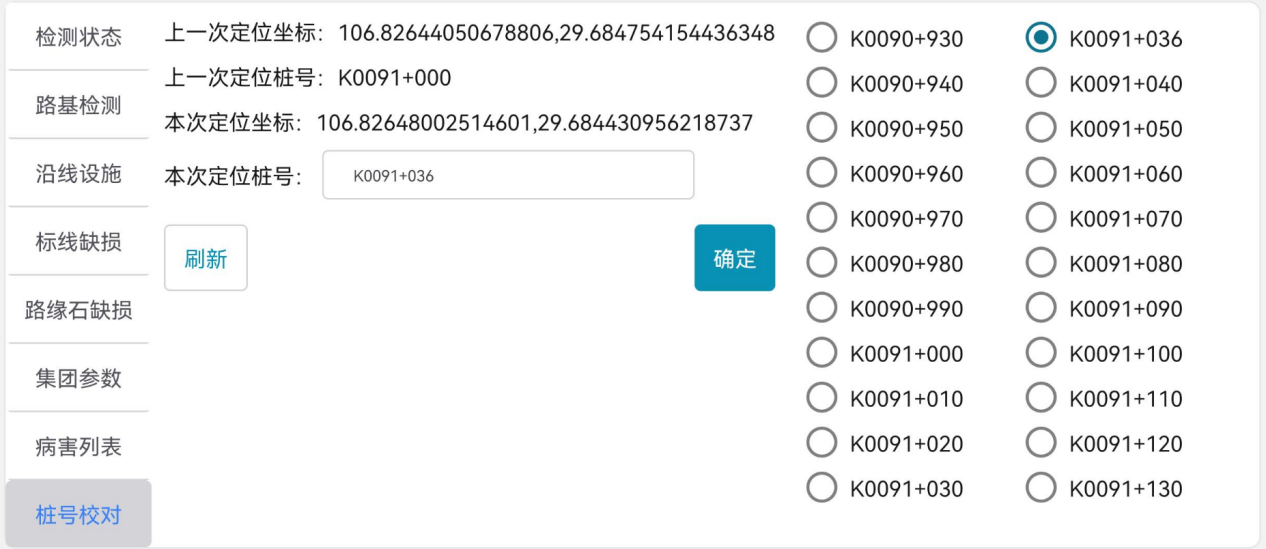 检测状态
路基检测
沿线设施
标线缺损
路缘石缺损
集团参数
病害列表
桩号校对
上一次定位坐标：106.82644050678806,29.684754154436348
上一次定位桩号：K0091+000
本次定位坐标：106.82648002514601,29.684430956218737
本次定位桩号：K0091+036
刷新
确定
K0090+930
K0090+940
K0090+950
K0090+960
K0090+970
K0090+980
K0090+990
K0091+000
K0091+010
K0091+020
K0091+030
K0091+036
K0091+040
K0091+050
K0091+060
K0091+070
K0091+080
K0091+090
K0091+100
K0091+110
K0091+120
K0091+130